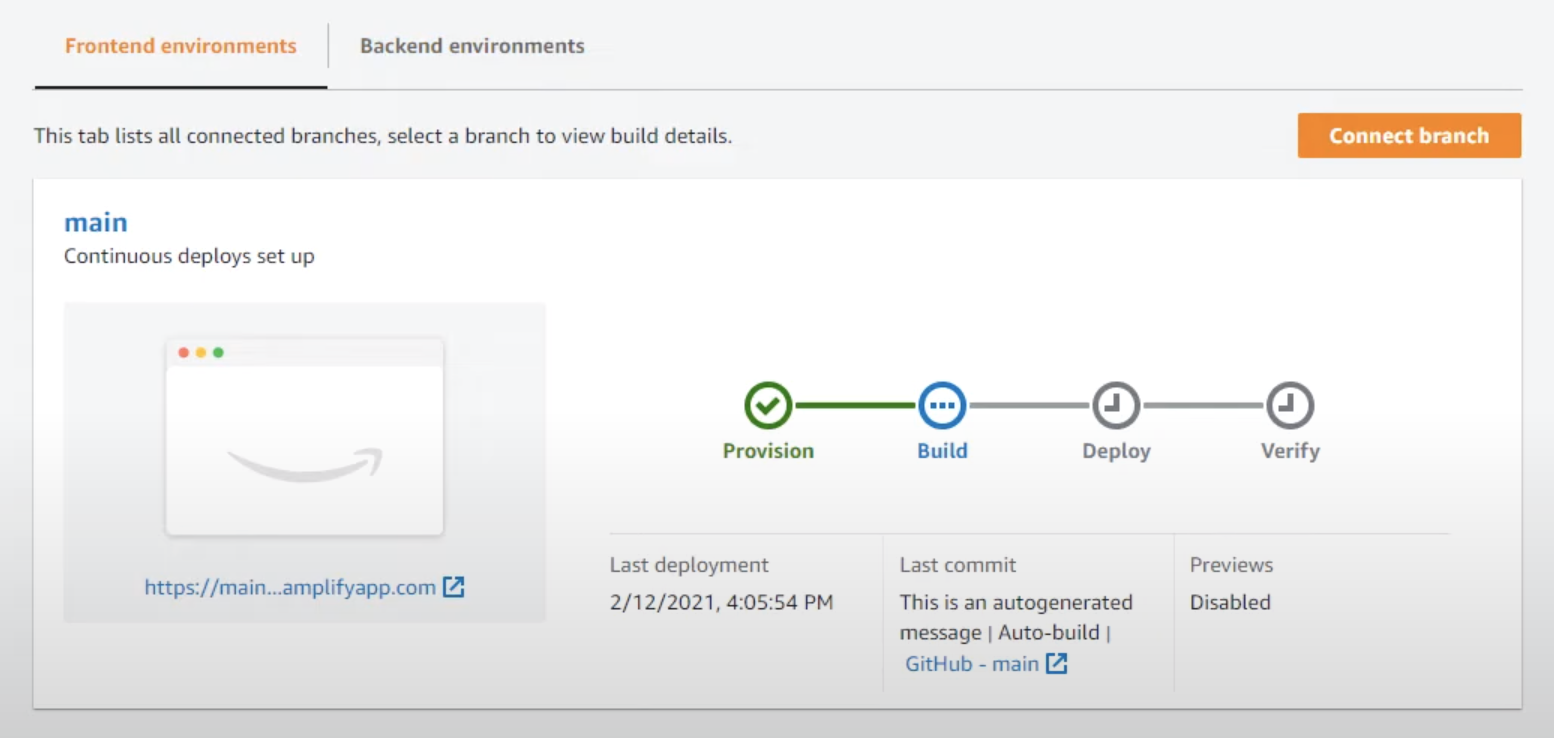 Frontend environments
Backend environments
This tab lists all connected branches, select a branch to view build details.
Connect branch
main
Continuous deploys set up
https://main...amplifyapp.com
Provision
Build
Deploy
Verify
Last deployment
2/12/2021, 4:05:54 PM
Last commit
This is an autogenerated
message | Auto-build |
GitHub - main
Previews
Disabled